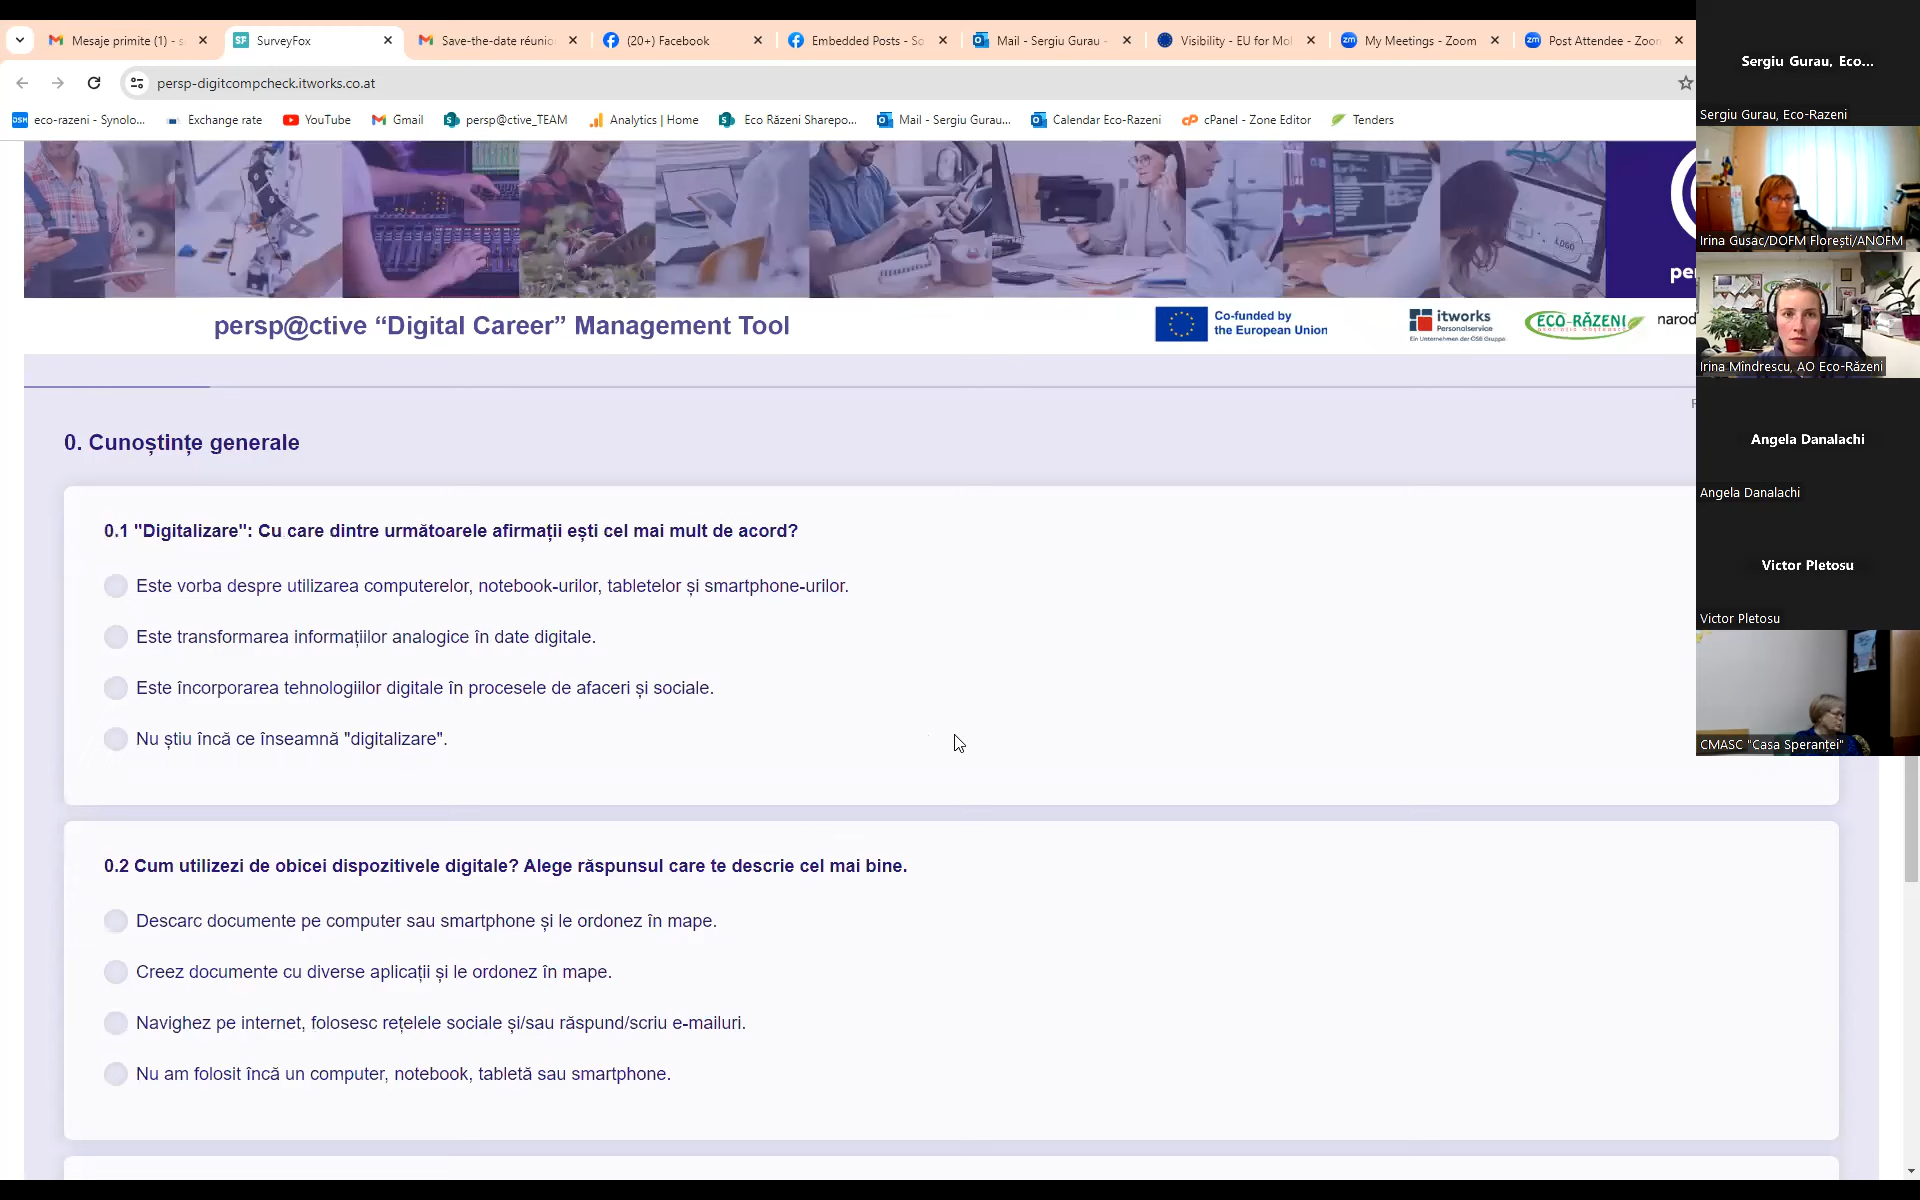 Mesaje primite (1) - s
SurveyFox
Save-the-date réunio
(20+) Facebook
Embedded Posts - So
Mail - Sergiu Gurau -
Visibility - EU for Mol
My Meetings - Zoom
Post Attendee - Zoom
persp-digitcompcheck.itworks.co.at
eco-razeni - Synolo...
Exchange rate
YouTube
Gmail
persp@ctive_TEAM
Analytics | Home
Eco Răzeni Sharepo...
Mail - Sergiu Gurau...
Calendar Eco-Razeni
cPanel - Zone Editor
Tenders
persp@ctive “Digital Career” Management Tool
Co-funded by
the European Union
itworks
Personalservice
Ein Unternehmen der ÖSB Gruppe
ECO-RĂZENI
narod
0. Cunoștințe generale
0.1 "Digitalizare": Cu care dintre următoarele afirmații ești cel mai mult de acord?
Este vorba despre utilizarea computerelor, notebook-urilor, tabletelor și smartphone-urilor.
Este transformarea informațiilor analogice în date digitale.
Este încorporarea tehnologiilor digitale în procesele de afaceri și sociale.
Nu știu încă ce înseamnă "digitalizare".
0.2 Cum utilizezi de obicei dispozitivele digitale? Alege răspunsul care te descrie cel mai bine.
Descarc documente pe computer sau smartphone și le ordonez în mape.
Creez documente cu diverse aplicații și le ordonez în mape.
Navighez pe internet, folosesc rețelele sociale și/sau răspund/scriu e-mailuri.
Nu am folosit încă un computer, notebook, tabletă sau smartphone.
Sergiu Gurau, Eco...
Sergiu Gurau, Eco-Razeni
Irina Gusac/DOFM Florești/ANOFM
Irina Mîndrescu, AO Eco-Răzeni
Angela Danalachi
Angela Danalachi
Victor Pletosu
Victor Pletosu
CMASC "Casa Speranței"